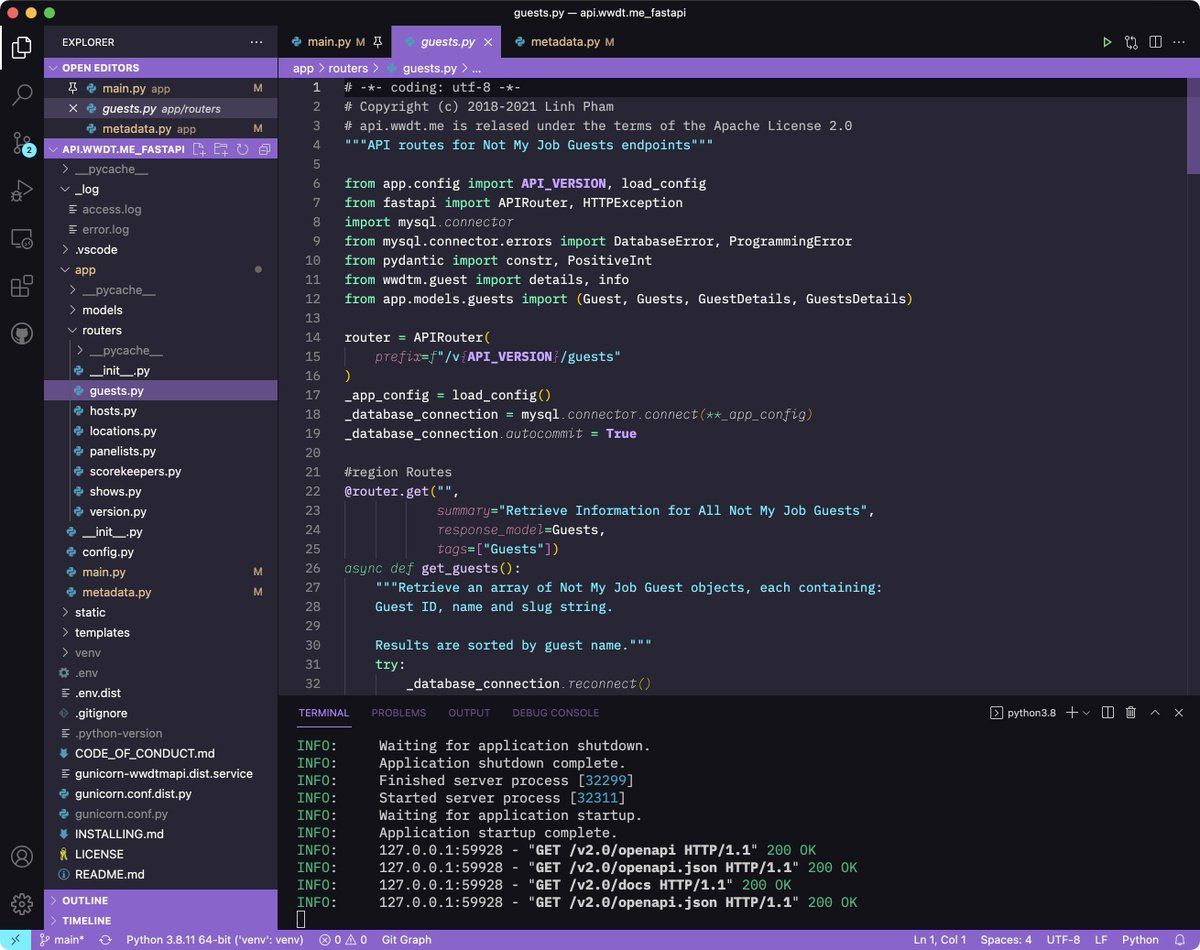 guests.py — api.wwdt.me_fastapi
EXPLORER
OPEN EDITORS
main.py app M
guests.py app/routers
metadata.py app M
API.WWDT.ME_FASTAPI
__pycache__
_log
access.log
error.log
.vscode
app
__pycache__
models
routers
__pycache__
__init__.py
guests.py
hosts.py
locations.py
panelists.py
scorekeepers.py
shows.py
version.py
__init__.py
config.py
main.py M
metadata.py M
static
templates
venv
.env
.env.dist
.gitignore
.python-version
CODE_OF_CONDUCT.md
gunicorn-wwdtmapi.dist.service
gunicorn.conf.dist.py
gunicorn.conf.py
INSTALLING.md
LICENSE
README.md
OUTLINE
TIMELINE
2
main.py M
guests.py
metadata.py M
app > routers > guests.py > ...
1 # -*- coding: utf-8 -*-
2 # Copyright (c) 2018-2021 Linh Pham
3 # api.wwdt.me is relased under the terms of the Apache License 2.0
4 """API routes for Not My Job Guests endpoints"""
5
6 from app.config import API_VERSION, load_config
7 from fastapi import APIRouter, HTTPException
8 import mysql.connector
9 from mysql.connector.errors import DatabaseError, ProgrammingError
10 from pydantic import constr, PositiveInt
11 from wwdtm.guest import details, info
12 from app.models.guests import (Guest, Guests, GuestDetails, GuestsDetails)
13
14 router = APIRouter(
15 prefix=f"/v{API_VERSION}/guests"
16 )
17 _app_config = load_config()
18 _database_connection = mysql.connector.connect(**_app_config)
19 _database_connection.autocommit = True
20
21 #region Routes
22 @router.get("",
23 summary="Retrieve Information for All Not My Job Guests",
24 response_model=Guests,
25 tags=["Guests"])
26 async def get_guests():
27 """Retrieve an array of Not My Job Guest objects, each containing:
28 Guest ID, name and slug string.
29
30 Results are sorted by guest name."""
31 try:
32 _database_connection.reconnect()
TERMINAL PROBLEMS OUTPUT DEBUG CONSOLE python3.8
INFO: Waiting for application shutdown.
INFO: Application shutdown complete.
INFO: Finished server process [32299]
INFO: Started server process [32311]
INFO: Waiting for application startup.
INFO: Application startup complete.
INFO: 127.0.0.1:59928 - "GET /v2.0/openapi HTTP/1.1" 200 OK
INFO: 127.0.0.1:59928 - "GET /v2.0/openapi.json HTTP/1.1" 200 OK
INFO: 127.0.0.1:59928 - "GET /v2.0/docs HTTP/1.1" 200 OK
INFO: 127.0.0.1:59928 - "GET /v2.0/openapi.json HTTP/1.1" 200 OK
main* Python 3.8.11 64-bit ('venv': venv) 0 0 Git Graph Ln 1, Col 1 Spaces: 4 UTF-8 LF Python